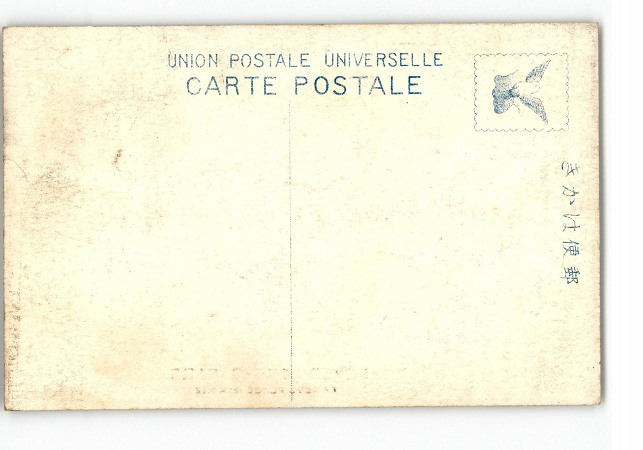 UNION POSTALE UNIVERSELLE
CARTE POSTALE
きかは便郵